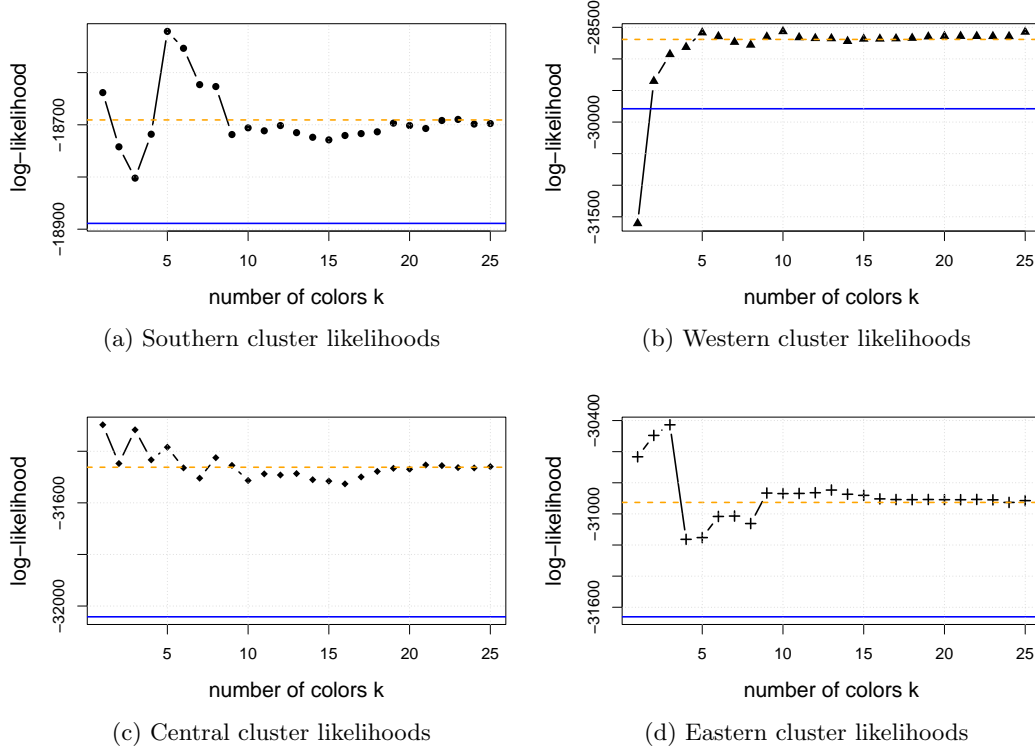 log−likelihood
−18700
−18900
5
10
15
20
25
number of colors k
(a) Southern cluster likelihoods
log−likelihood
−28500
−30000
−31500
5
10
15
20
25
number of colors k
(b) Western cluster likelihoods
log−likelihood
−31600
−32000
5
10
15
20
25
number of colors k
(c) Central cluster likelihoods
log−likelihood
−30400
−31000
−31600
5
10
15
20
25
number of colors k
(d) Eastern cluster likelihoods